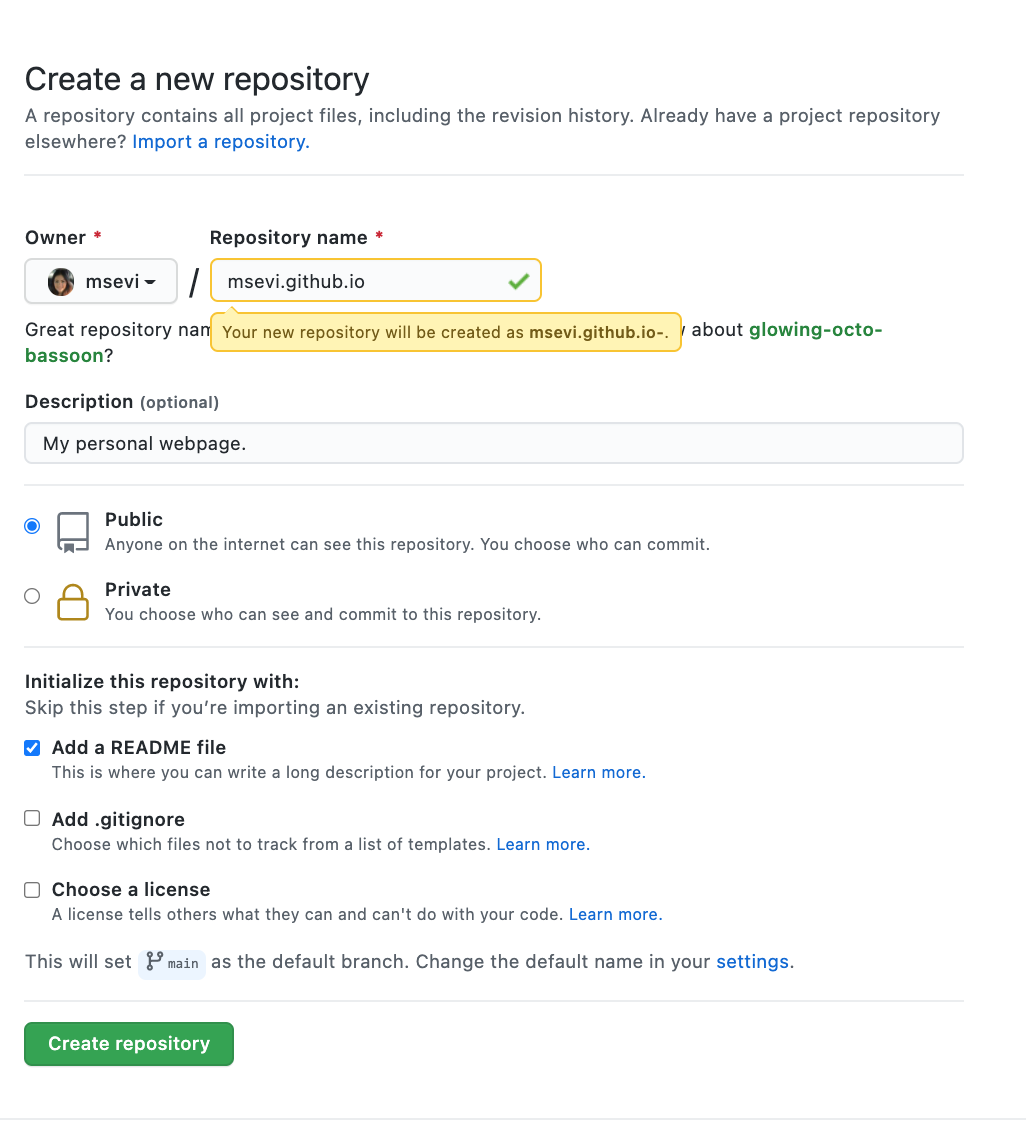 Create a new repository
A repository contains all project files, including the revision history. Already have a project repository
elsewhere? Import a repository.
Owner *
Repository name *
msevi
/
msevi.github.io
Great repository
Your new repository will be created as msevi.github.io-.
about glowing-octo-
bassoon?
Description (optional)
My personal webpage.
Public
Anyone on the internet can see this repository. You choose who can commit.
Private
You choose who can see and commit to this repository.
Initialize this repository with:
Skip this step if you’re importing an existing repository.
Add a README file
This is where you can write a long description for your project. Learn more.
Add .gitignore
Choose which files not to track from a list of templates. Learn more.
Choose a license
A license tells others what they can and can't do with your code. Learn more.
This will set main as the default branch. Change the default name in your settings.
Create repository